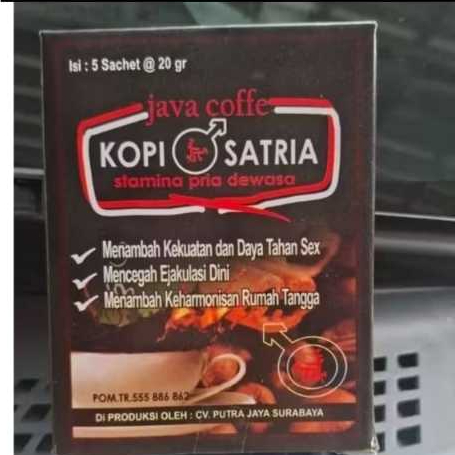 Isi : 5 Sachet @ 20 gr
java coffe
KOPI SATRIA
stamina pria dewasa
Menambah Kekuatan dan Daya Tahan Sex
Mencegah Ejakulasi Dini
Menambah Keharmonisan Rumah Tangga
POM.TR.555 886 862
Di PRODUKSI OLEH : CV. PUTRA JAYA SURABAYA